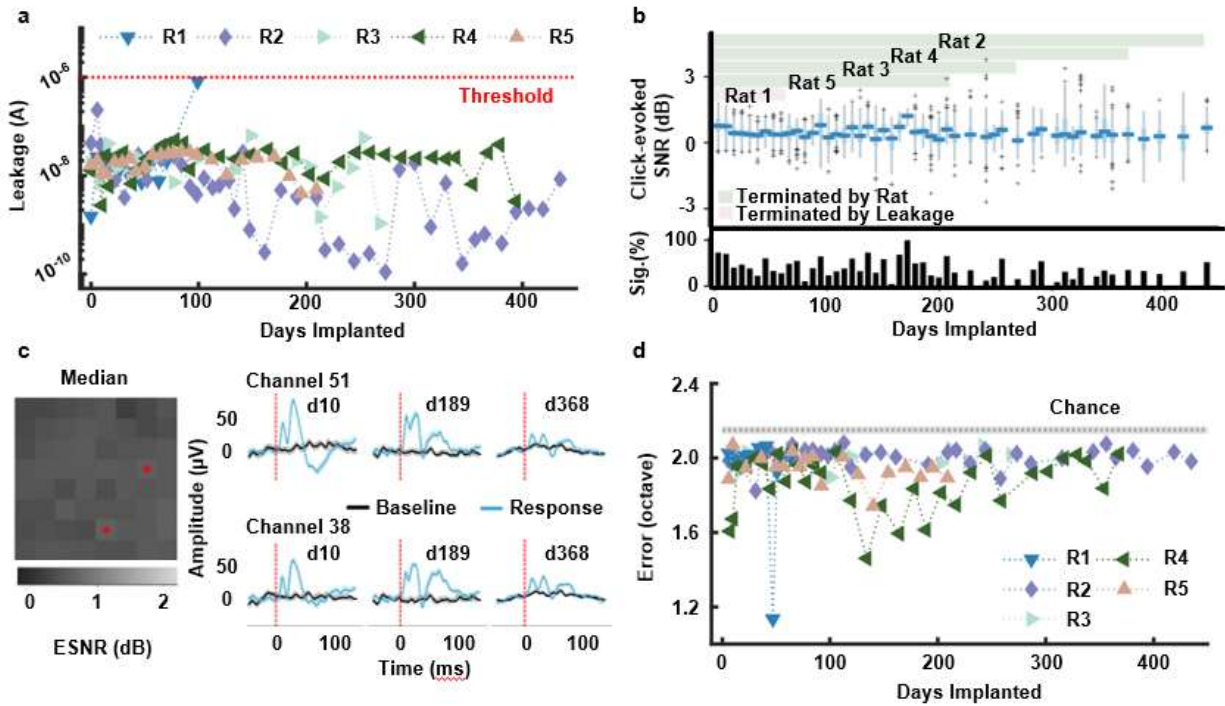 a
R1 R2 R3 R4 R5
10-6
Threshold
10-8
10-10
Leakage (A)
0 100 200 300 400
Days Implanted
b
Rat 2
Rat 4
Rat 3
Rat 5
Rat 1
3
0
-3
Click-evoked
SNR (dB)
Terminated by Rat
Terminated by Leakage
100
0
Sig.(%)
0 100 200 300 400
Days Implanted
c
Median
0 1 2
ESNR (dB)
Channel 51
d10 d189 d368
50
0
Amplitude (µV)
Baseline Response
Channel 38
d10 d189 d368
50
0
0 100 0 100 0 100
Time (ms)
d
2.4
Chance
2.0
1.6
1.2
Error (octave)
R1 R4
R2 R5
R3
0 100 200 300 400
Days Implanted